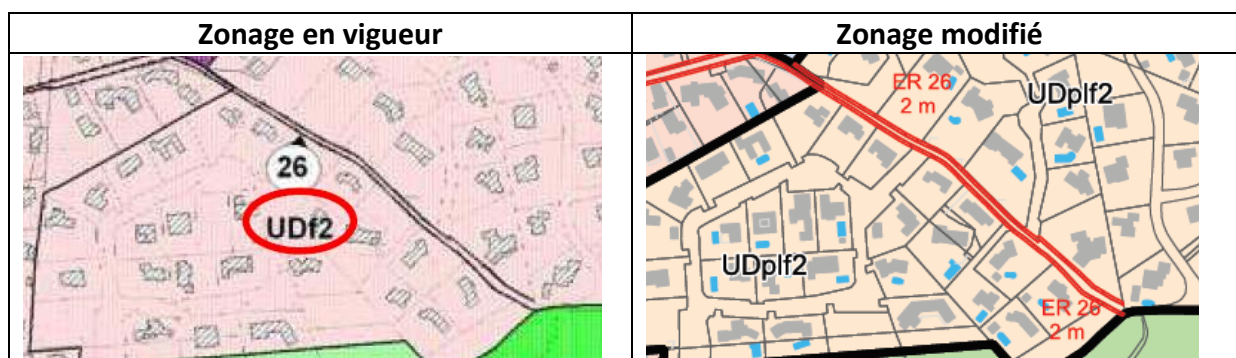 Zonage en vigueur
Zonage modifié
26
UDf2
ER 26
2 m
UDplf2
UDplf2
ER 26
2 m